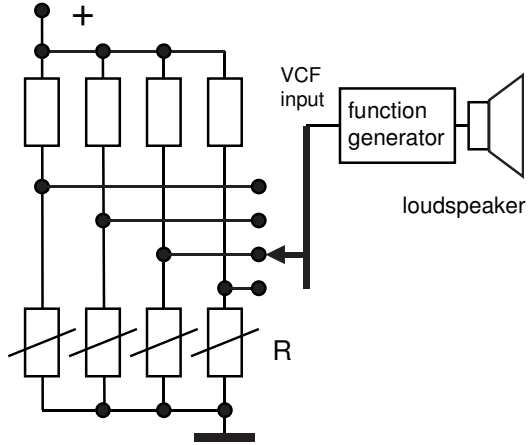 +
VCF
input
function
generator
loudspeaker
R